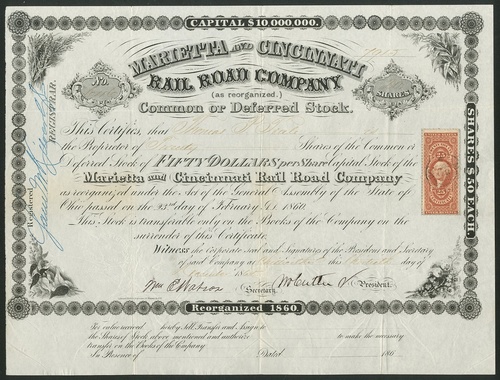 CAPITAL $10 000 000.
MARIETTA AND CINCINNATI
RAIL ROAD COMPANY
(as reorganized.)
Common or Deferred Stock.
No.
SHARES
This Certifies, that Thomas
the Proprietor of Shares of the Common or
Deferred Stock of FIFTY DOLLARS per Share Capital Stock of the
Marietta and Cincinnati Rail Road Company
as reorganized under the Act of the General Assembly of the State of
Ohio passed on the day of February A.D. 1860.
This Stock is transferable only on the Books of the Company on the
surrender of this Certificate.
Witness the Corporate seal and Signatures of the President and Secretary
of said Company at this day of
Secretary. President.
Reorganized 1860.
For value received hereby Sell, Transfer and Assign to
the Shares of Stock above mentioned and authorize to make the necessary
transfer on the Books of the Company.
In Presence of Dated 186
Registered
REGISTRAR.
SHARES $50 EACH.
25 25